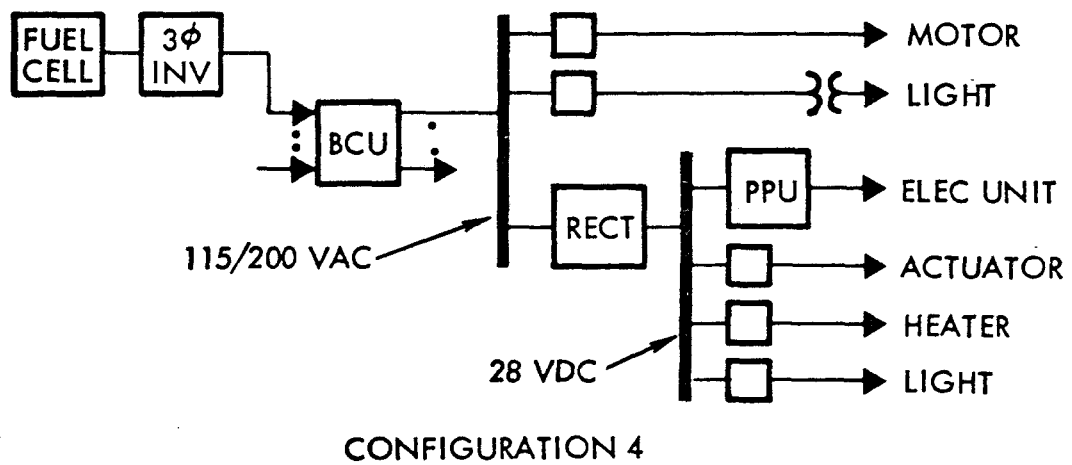 FUEL
CELL
3ϕ
INV
BCU
MOTOR
LIGHT
115/200 VAC
RECT
PPU
ELEC UNIT
ACTUATOR
HEATER
LIGHT
28 VDC
CONFIGURATION 4